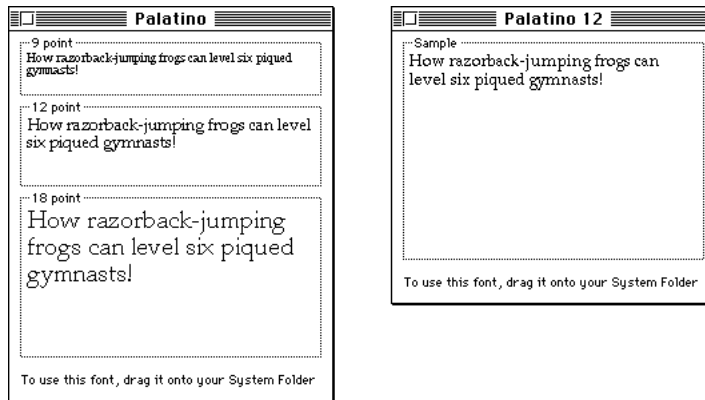 Palatino
9 point
How razorback-jumping frogs can level six piqued
gymnasts!
12 point
How razorback-jumping frogs can level
six piqued gymnasts!
18 point
How razorback-jumping
frogs can level six piqued
gymnasts!
To use this font, drag it onto your System Folder
Palatino 12
Sample
How razorback-jumping frogs can
level six piqued gymnasts!
To use this font, drag it onto your System Folder